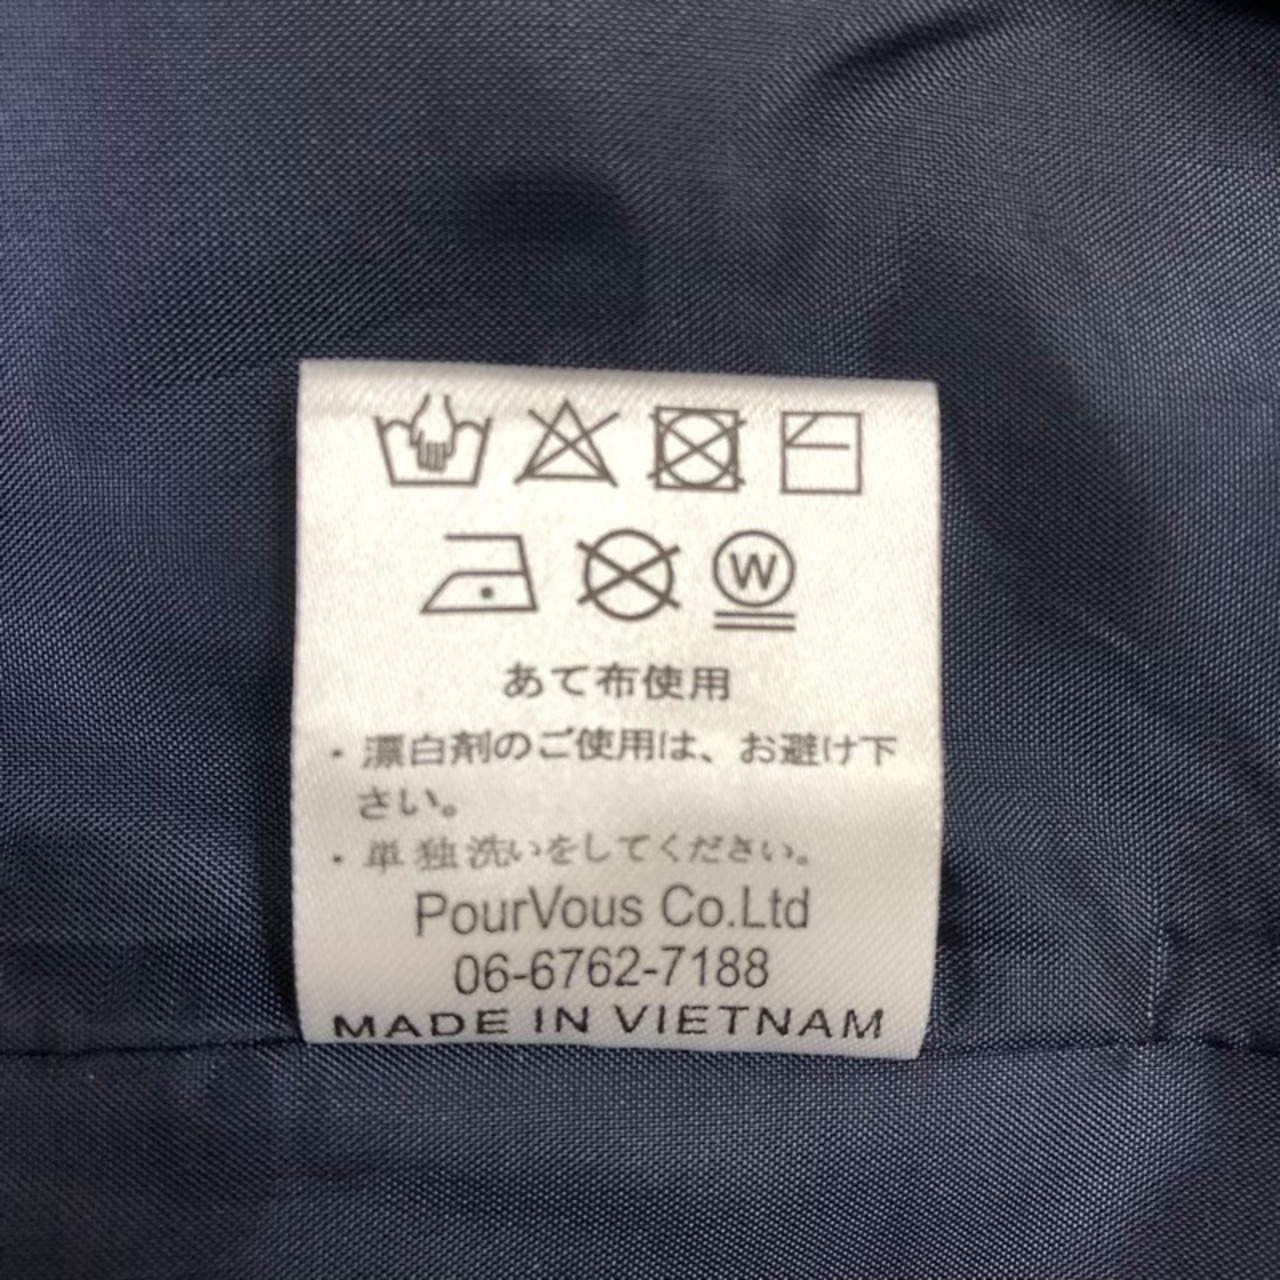 W
あて布使用
・漂白剤のご使用は、お避け下
さい。
・単独洗いをしてください。
PourVous Co.Ltd
06-6762-7188
MADE IN VIETNAM